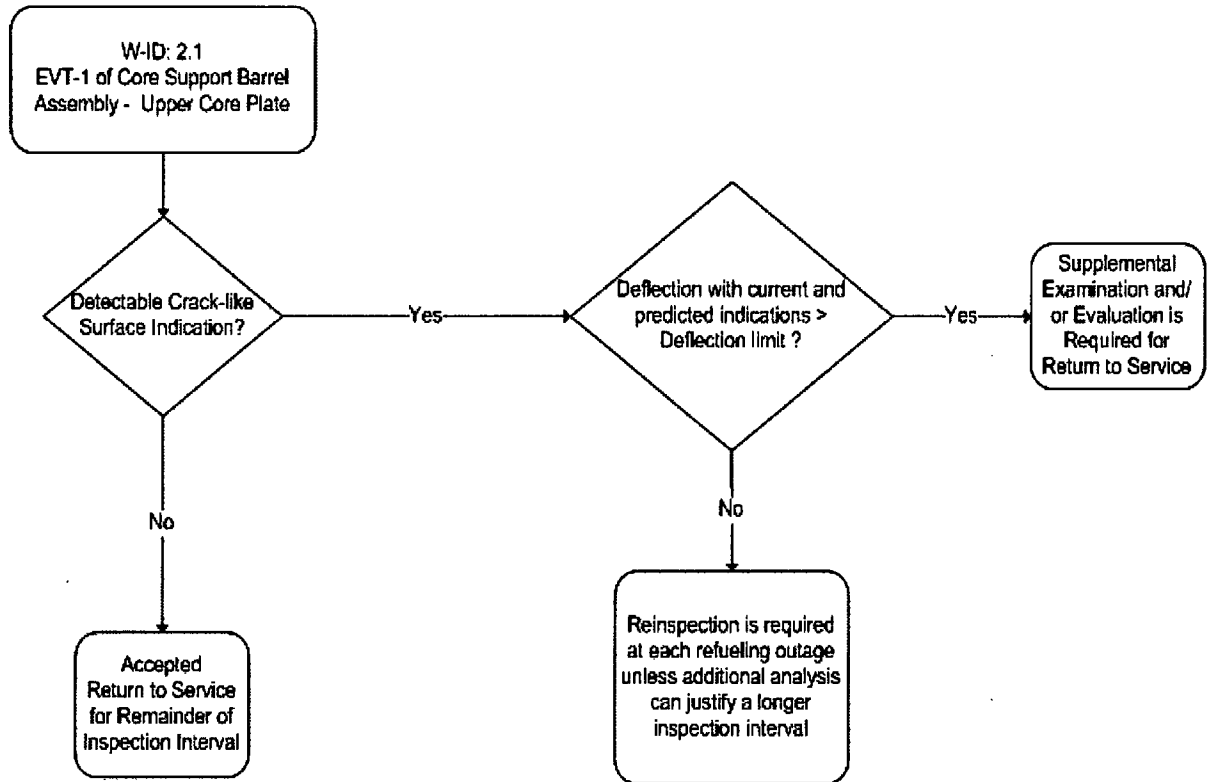 W-ID: 2.1
EVT-1 of Core Support Barrel
Assembly - Upper Core Plate
Detectable Crack-like
Surface Indication?
Yes
Deflection with current and
predicted indications >
Deflection limit ?
Yes
Supplemental
Examination and/
or Evaluation is
Required for
Return to Service
No
Accepted
Return to Service
for Remainder of
Inspection Interval
No
Reinspection is required
at each refueling outage
unless additional analysis
can justify a longer
inspection interval